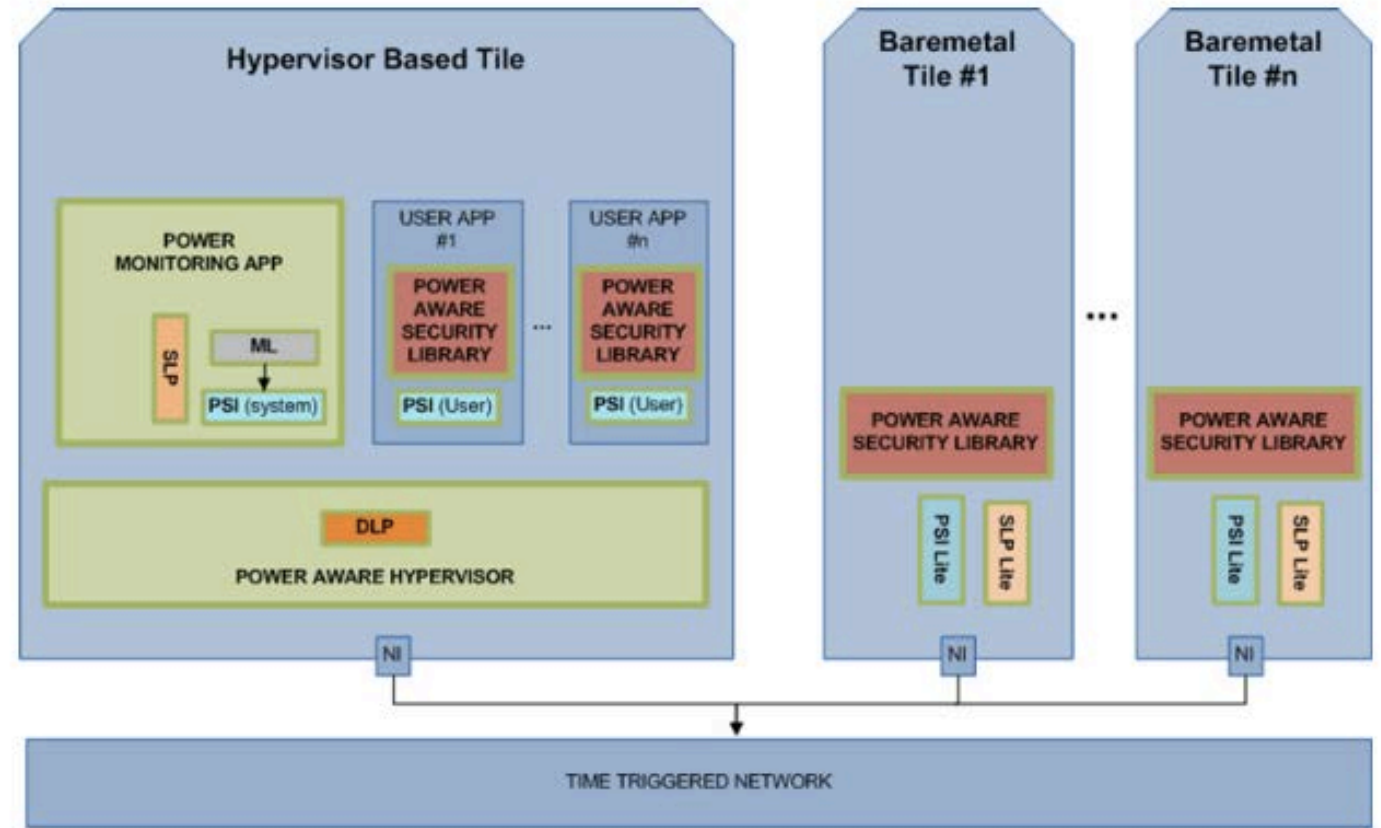 Hypervisor Based Tile
POWER
MONITORING APP
SLP
ML
PSI (system)
USER APP
#1
POWER
AWARE
SECURITY
LIBRARY
PSI (User)
...
USER APP
#n
POWER
AWARE
SECURITY
LIBRARY
PSI (User)
DLP
POWER AWARE HYPERVISOR
NI
Baremetal
Tile #1
POWER AWARE
SECURITY LIBRARY
PSI Lite
SLP Lite
NI
...
Baremetal
Tile #n
POWER AWARE
SECURITY LIBRARY
PSI Lite
SLP Lite
NI
TIME TRIGGERED NETWORK